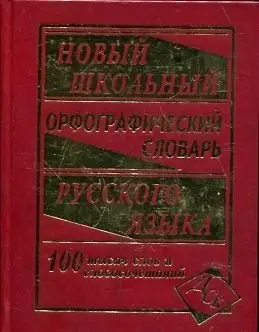 НОВЫЙ
ШКОЛЬНЫЙ
ОРФОГРАФИЧЕСКИЙ
СЛОВАРЬ
РУССКОГО
ЯЗЫКА
100 тысяч слов и
словосочетаний